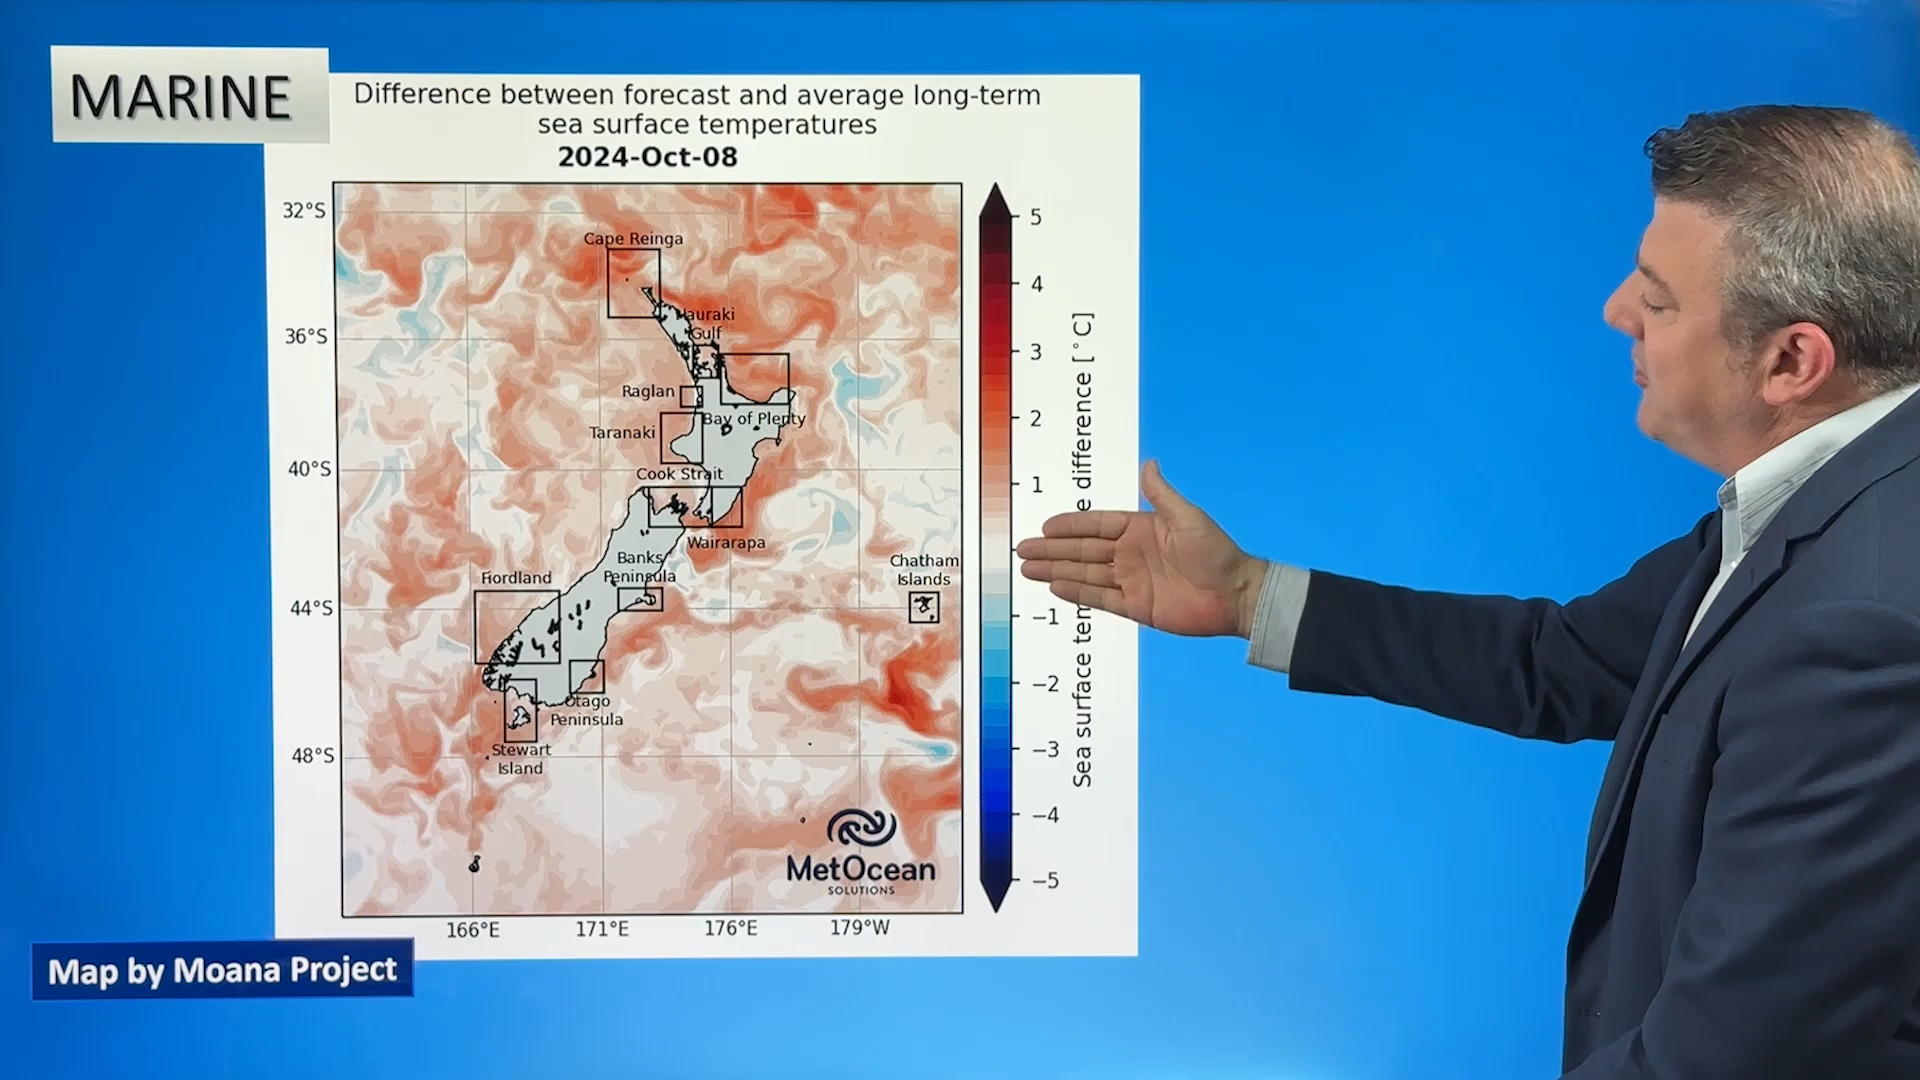 MARINE
Difference between forecast and average long-term
sea surface temperatures
2024-Oct-08
32°S
36°S
40°S
44°S
48°S
166°E
171°E
176°E
179°W
Cape Reinga
Gulf
Raglan
Bay of Plenty
Taranaki
Cook Strait
Wairarapa
Banks
Peninsula
Fiordland
Chatham
Islands
Otago
Peninsula
Stewart
Island
MetOcean
SOLUTIONS
5
4
3
2
1
−1
−2
−3
−4
−5
Sea surface difference [°C]
Map by Moana Project